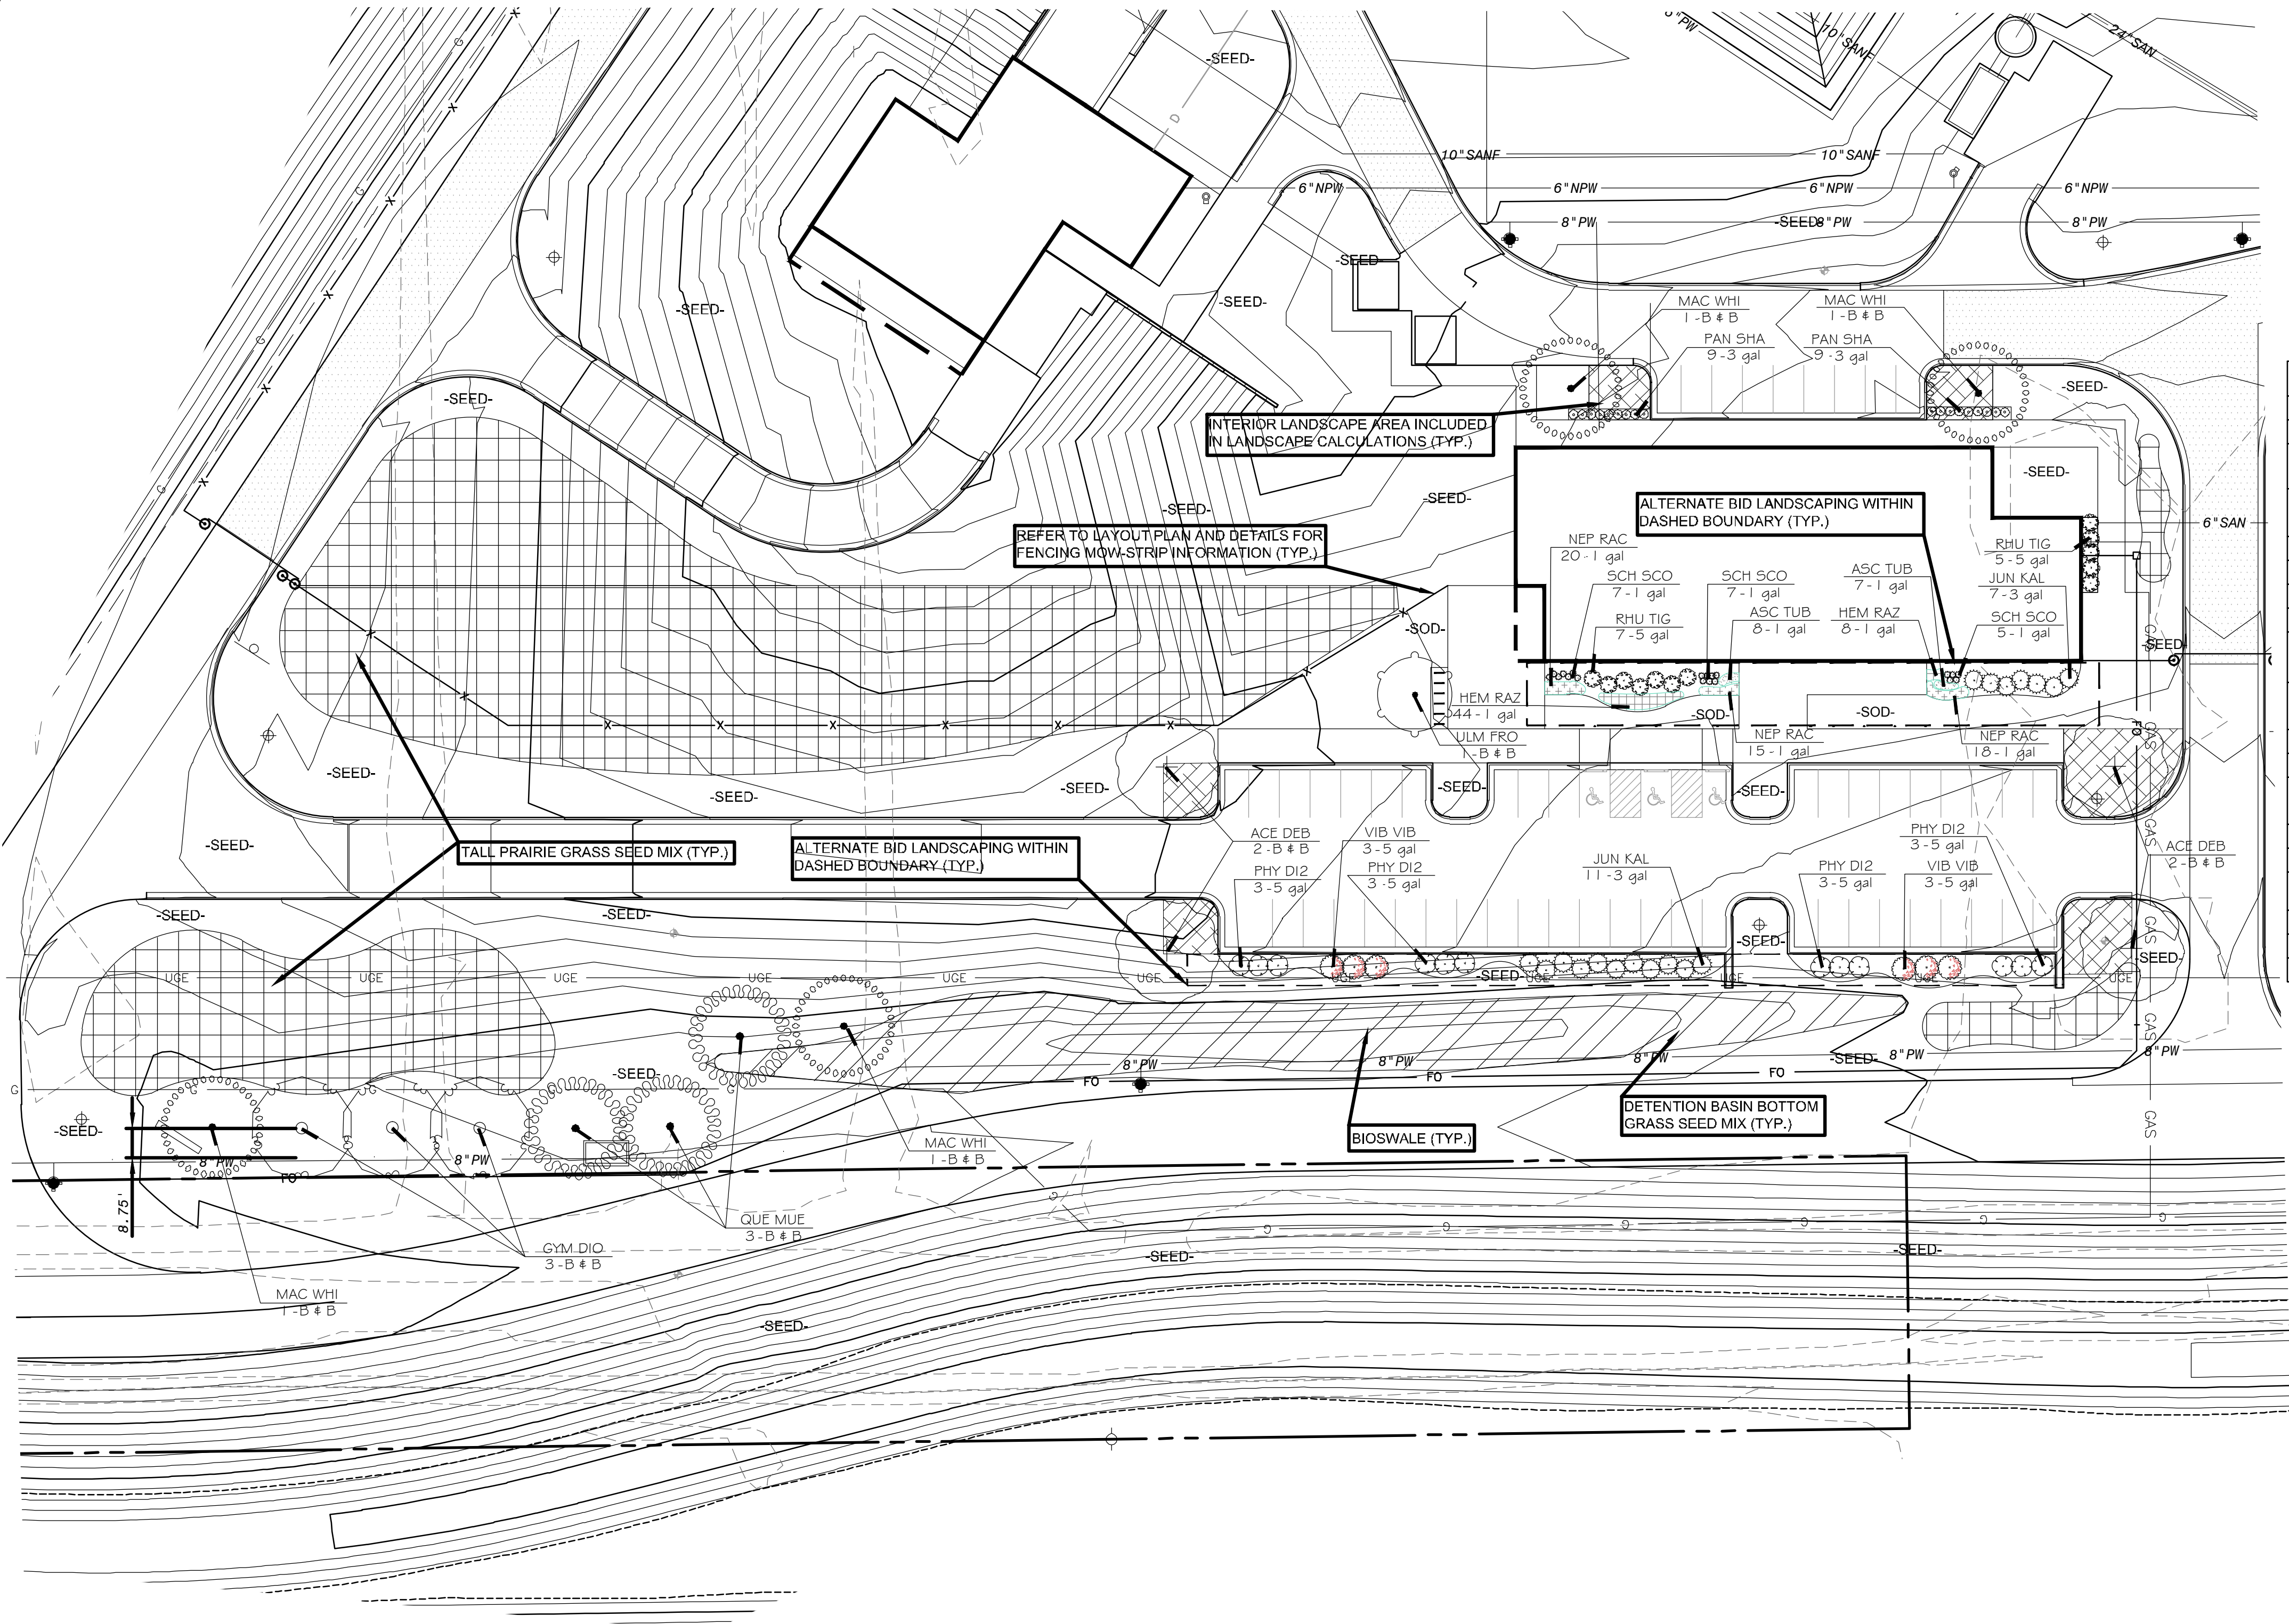 6"PW
10"SANF
24"SAN
-SEED-
D
G
X
10"SANF
10"SANF
6"NPW
6"NPW
6"NPW
6"NPW
8"PW
-SEED-
8"PW
8"PW
-SEED-
-SEED-
-SEED-
-SEED-
MAC WHI
1-B & B
MAC WHI
1-B & B
PAN SHA
9-3 gal
PAN SHA
9-3 gal
-SEED-
-SEED-
INTERIOR LANDSCAPE AREA INCLUDED
IN LANDSCAPE CALCULATIONS (TYP.)
-SEED-
-SEED-
-SEED-
ALTERNATE BID LANDSCAPING WITHIN
DASHED BOUNDARY (TYP.)
REFER TO LAYOUT PLAN AND DETAILS FOR
FENCING MOW-STRIP INFORMATION (TYP.)
6"SAN
NEP RAC
20-1 gal
SCH SCO
7-1 gal
SCH SCO
7-1 gal
ASC TUB
7-1 gal
RHU TIG
5-5 gal
JUN KAL
7-3 gal
RHU TIG
7-5 gal
ASC TUB
8-1 gal
HEM RAZ
8-1 gal
SCH SCO
5-1 gal
-SOD-
-SEED-
GAS
FO
HEM RAZ
44-1 gal
-SOD-
-SOD-
ULM FRO
1-B & B
NEP RAC
15-1 gal
NEP RAC
18-1 gal
GAS
-SEED-
-SEED-
-SEED-
-SEED-
-SEED-
-SEED-
TALL PRAIRIE GRASS SEED MIX (TYP.)
ALTERNATE BID LANDSCAPING WITHIN
DASHED BOUNDARY (TYP.)
ACE DEB
2-B & B
VIB VIB
3-5 gal
PHY DI2
3-5 gal
PHY DI2
3-5 gal
JUN KAL
11-3 gal
PHY DI2
3-5 gal
PHY DI2
3-5 gal
VIB VIB
3-5 gal
GAS
ACE DEB
2-B & B
-SEED-
-SEED-
-SEED-
-SEED-
-SEED-
GAS
UGE
UGE
UGE
UGE
UGE
UGE
UGE
UGE
UGE
UGE
UGE
UGE
GAS
8"PW
8"PW
8"PW
8"PW
8"PW
-SEED-
-SEED-
FO
FO
FO
-SEED-
BIOSWALE (TYP.)
DETENTION BASIN BOTTOM
GRASS SEED MIX (TYP.)
GAS
MAC WHI
1-B & B
8"PW
8"PW
FO
8.75'
QUE MUE
3-B & B
GYM DIO
3-B & B
MAC WHI
1-B & B
-SEED-
-SEED-
-SEED-